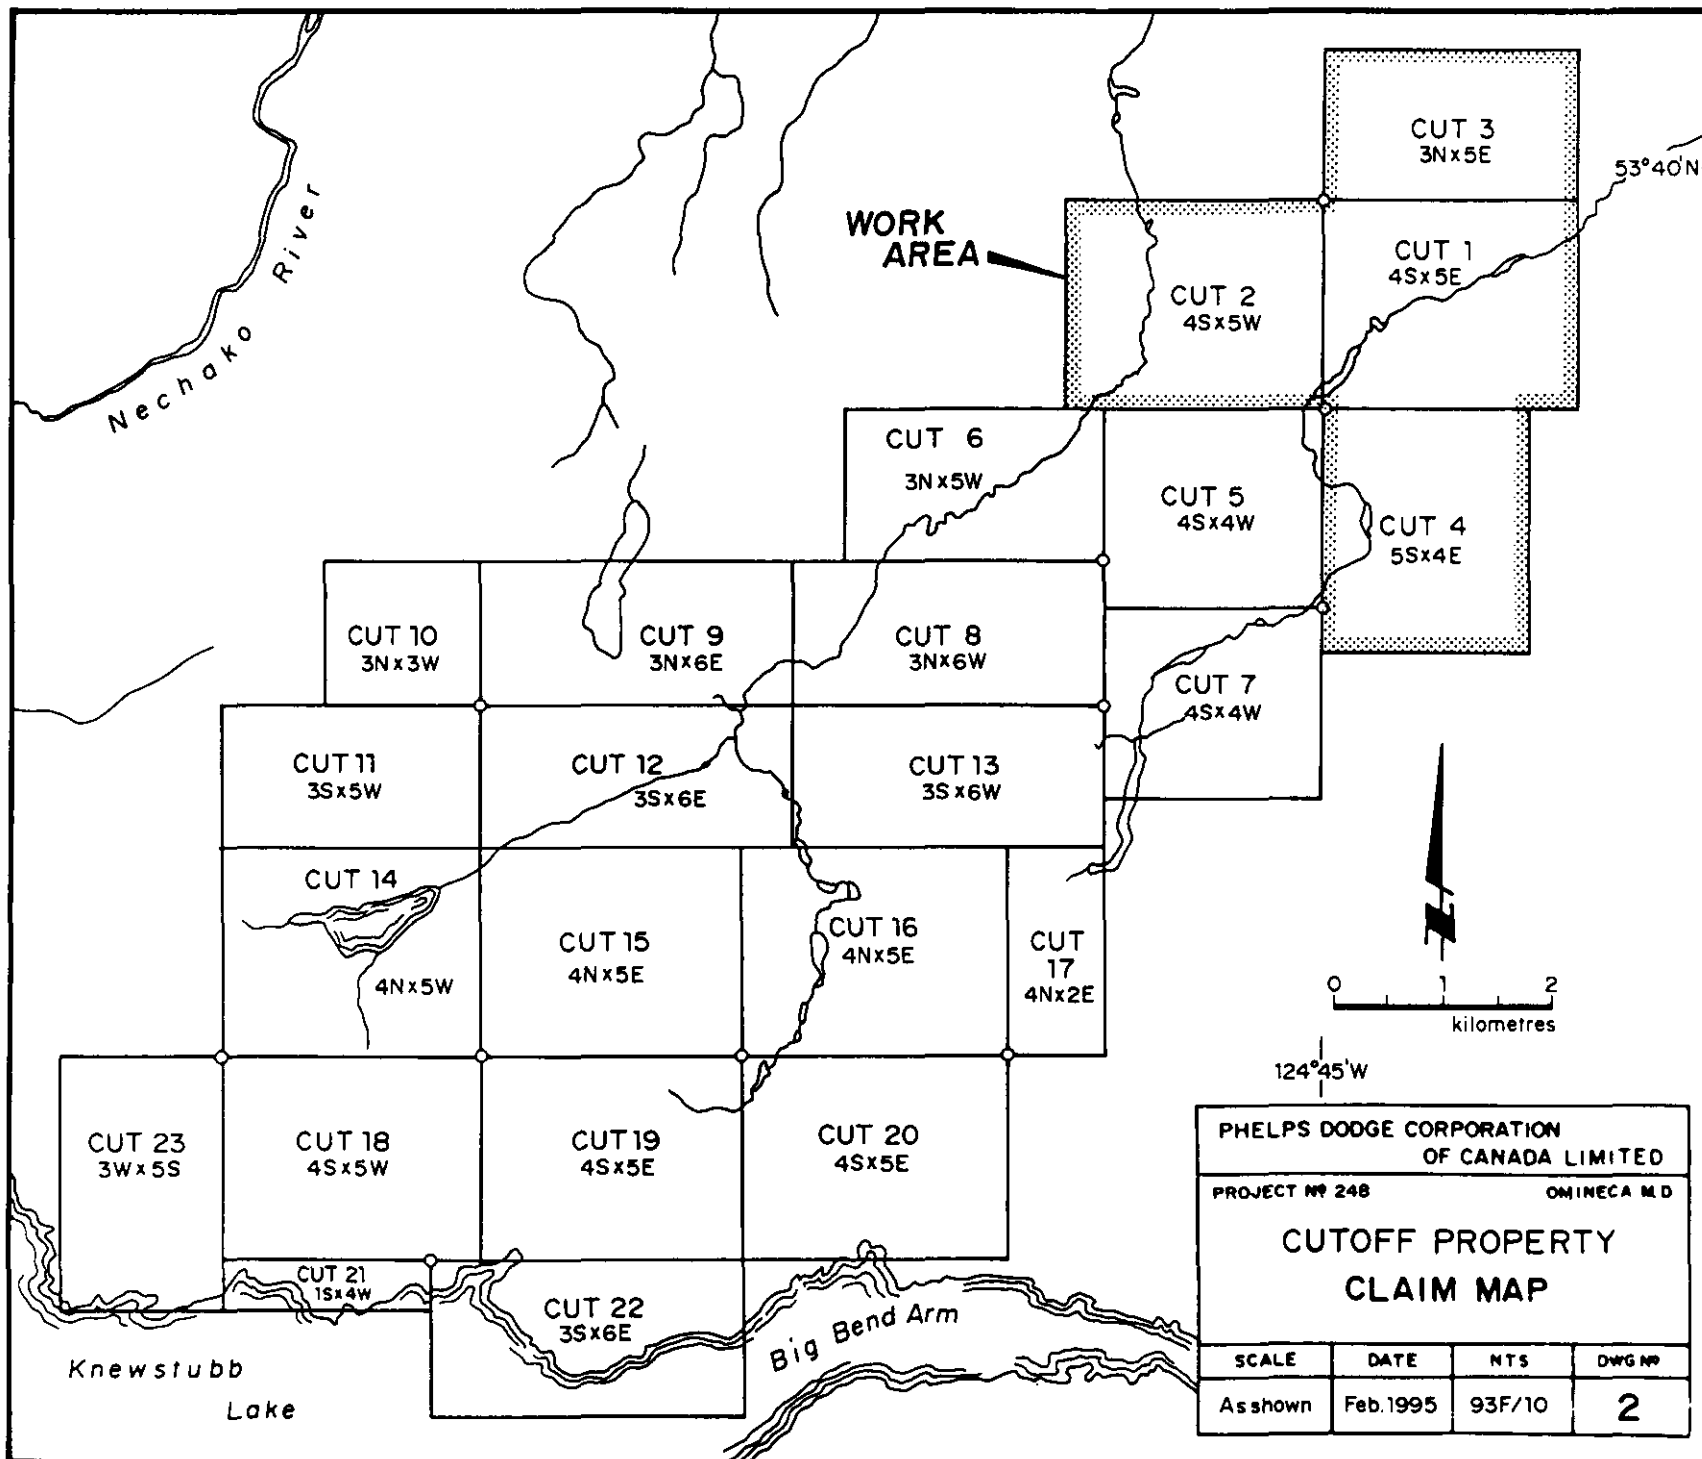 CUT 3
3N×5E
53°40'N
Nechako River
WORK
AREA
CUT 1
4S×5E
CUT 2
4S×5W
CUT 6
3N×5W
CUT 5
4S×4W
CUT 4
5S×4E
CUT 10
3N×3W
CUT 9
3N×6E
CUT 8
3N×6W
CUT 7
4S×4W
CUT 11
3S×5W
CUT 12
3S×6E
CUT 13
3S×6W
CUT 14
4N×5W
CUT 15
4N×5E
CUT 16
4N×5E
CUT
17
4N×2E
0 1 2
kilometres
124°45'W
CUT 23
3W×5S
CUT 18
4S×5W
CUT 19
4S×5E
CUT 20
4S×5E
CUT 21
1S×4W
CUT 22
3S×6E
Big Bend Arm
Knewstubb
Lake
PHELPS DODGE CORPORATION
OF CANADA LIMITED
PROJECT Nº 248 OMINECA M.D
CUTOFF PROPERTY
CLAIM MAP
SCALE DATE NTS DWG Nº
As shown Feb. 1995 93F/10 2